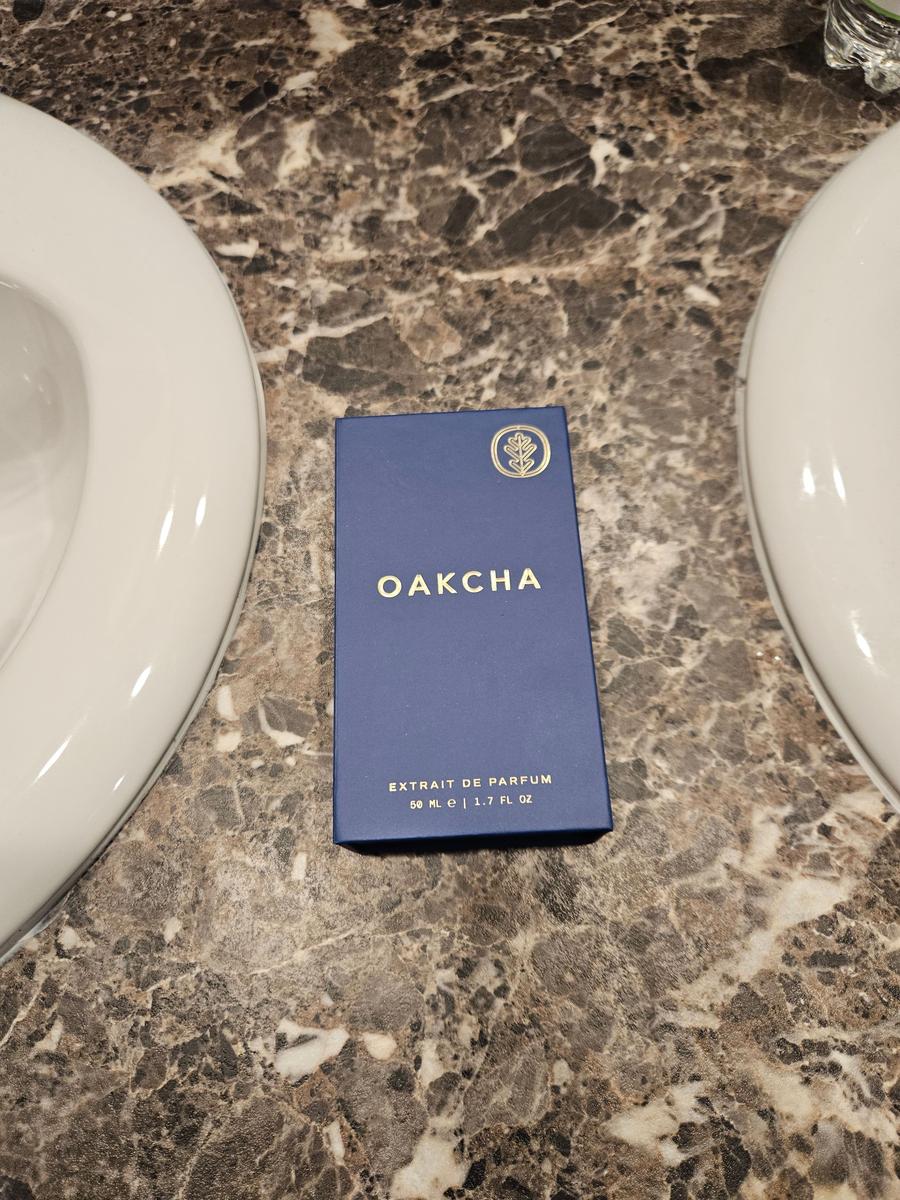 OAKCHA
EXTRAIT DE PARFUM
50 ML ℮ | 1.7 FL OZ